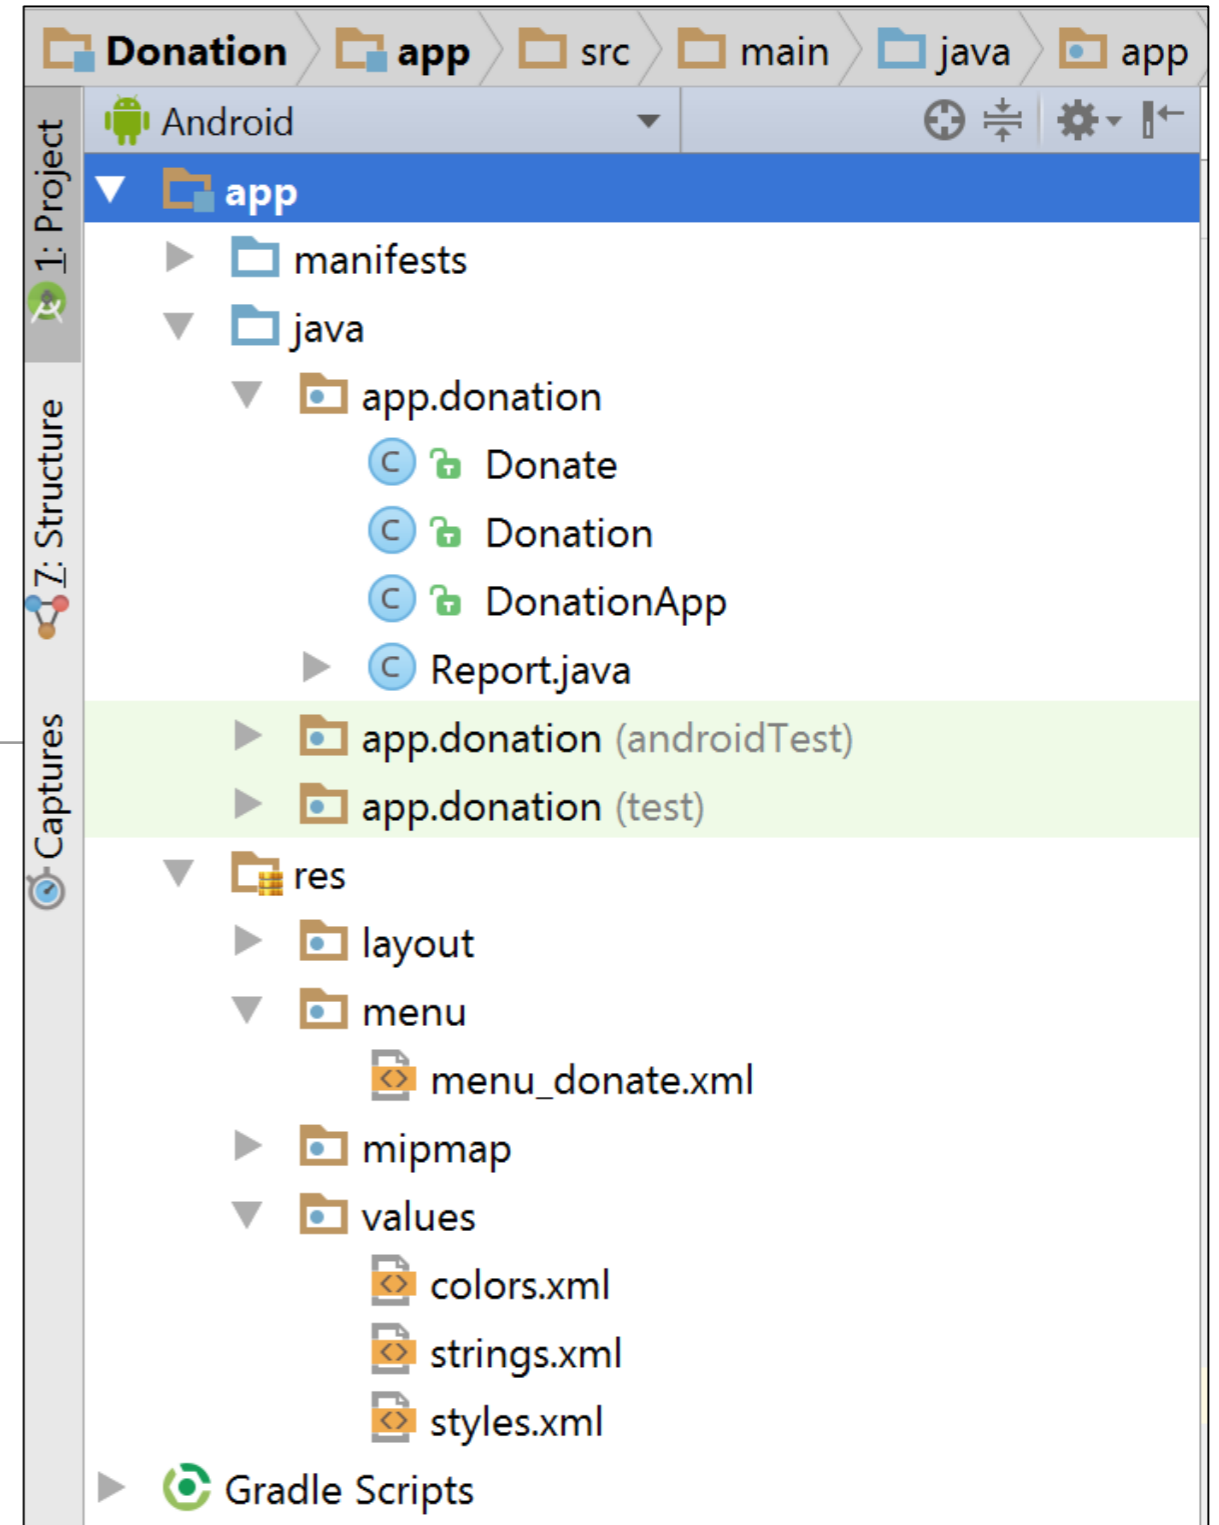 Donation app src main java app
Android
1: Project
7: Structure
Captures
app
manifests
java
app.donation
C Donate
C Donation
C DonationApp
C Report.java
app.donation (androidTest)
app.donation (test)
res
layout
menu
menu_donate.xml
mipmap
values
colors.xml
strings.xml
styles.xml
Gradle Scripts